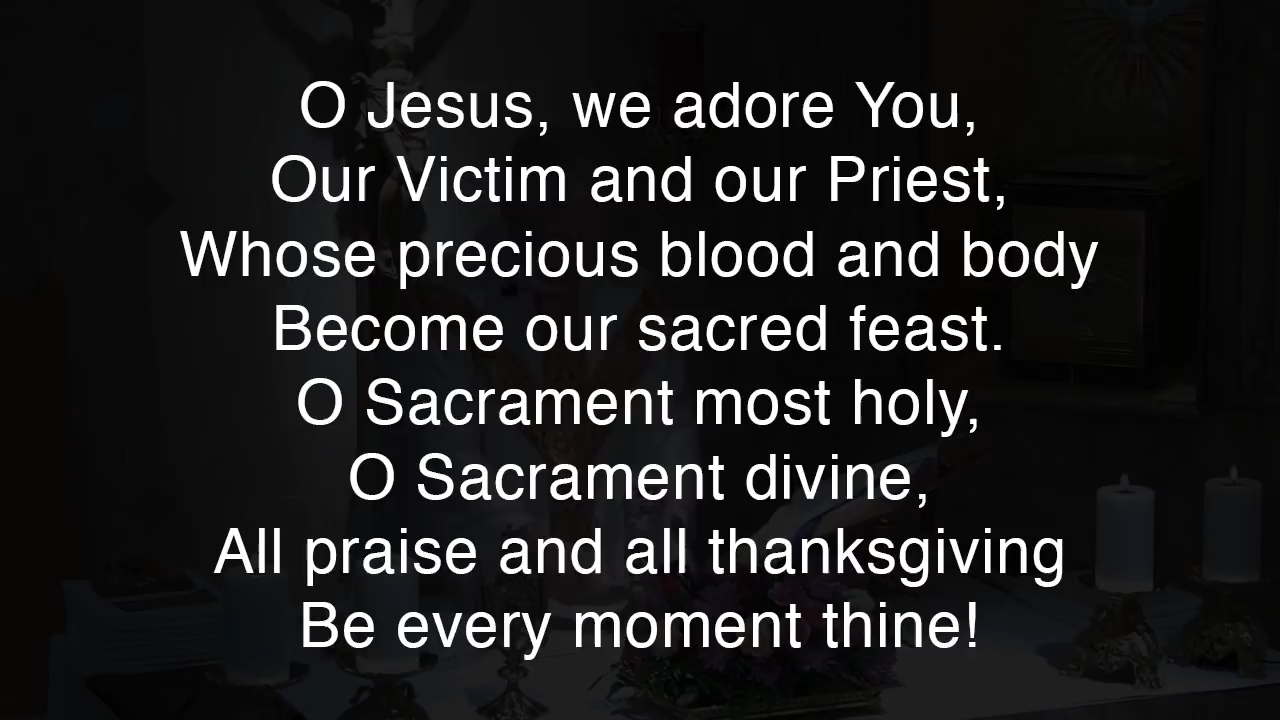 O Jesus, we adore You,
Our Victim and our Priest,
Whose precious blood and body
Become our sacred feast.
O Sacrament most holy,
O Sacrament divine,
All praise and all thanksgiving
Be every moment thine!